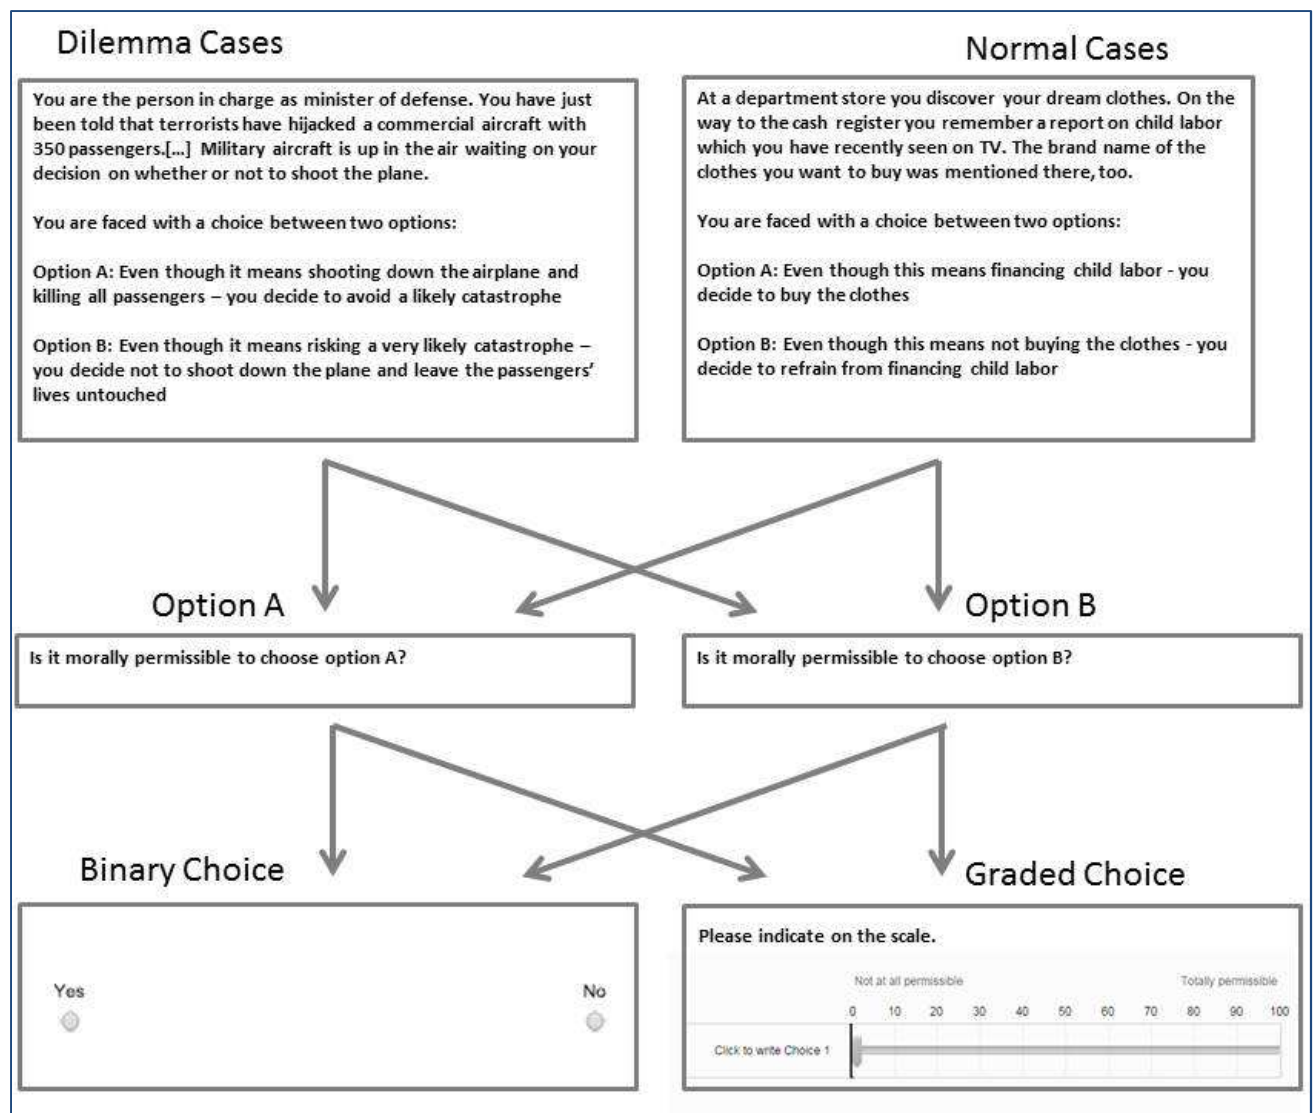 Dilemma Cases
You are the person in charge as minister of defense. You have just
been told that terrorists have hijacked a commercial aircraft with
350 passengers.[...] Military aircraft is up in the air waiting on your
decision on whether or not to shoot the plane.
You are faced with a choice between two options:
Option A: Even though it means shooting down the airplane and
killing all passengers – you decide to avoid a likely catastrophe
Option B: Even though it means risking a very likely catastrophe –
you decide not to shoot down the plane and leave the passengers'
lives untouched
Normal Cases
At a department store you discover your dream clothes. On the
way to the cash register you remember a report on child labor
which you have recently seen on TV. The brand name of the
clothes you want to buy was mentioned there, too.
You are faced with a choice between two options:
Option A: Even though this means financing child labor - you
decide to buy the clothes
Option B: Even though this means not buying the clothes - you
decide to refrain from financing child labor
Option A
Is it morally permissible to choose option A?
Option B
Is it morally permissible to choose option B?
Binary Choice
Yes
No
Graded Choice
Please indicate on the scale.
Not at all permissible Totally permissible
0 10 20 30 40 50 60 70 80 90 100
Click to write Choice 1